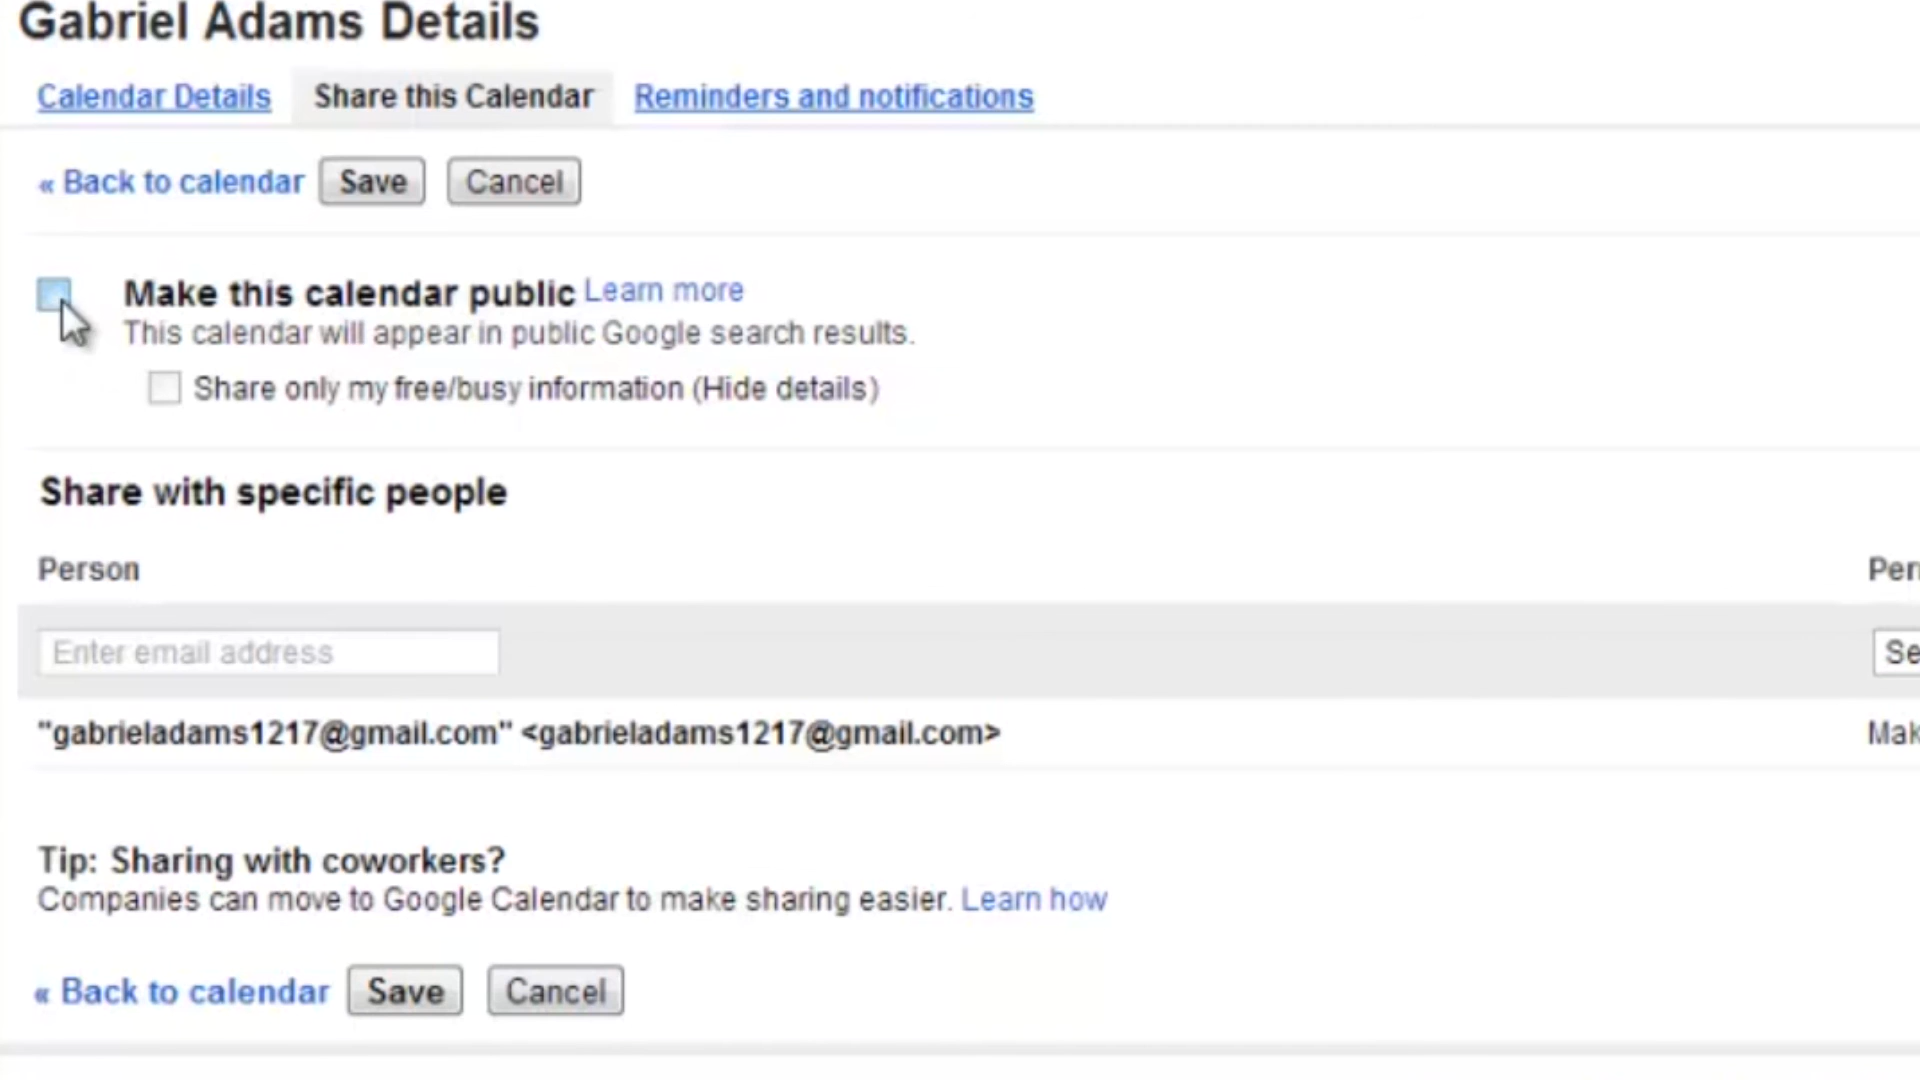 Gabriel Adams Details
Calendar Details Share this Calendar Reminders and notifications
« Back to calendar Save Cancel
Make this calendar public Learn more
This calendar will appear in public Google search results.
Share only my free/busy information (Hide details)
Share with specific people
Person
Enter email address
"gabrieladams1217@gmail.com" <gabrieladams1217@gmail.com>
Tip: Sharing with coworkers?
Companies can move to Google Calendar to make sharing easier. Learn how
« Back to calendar Save Cancel